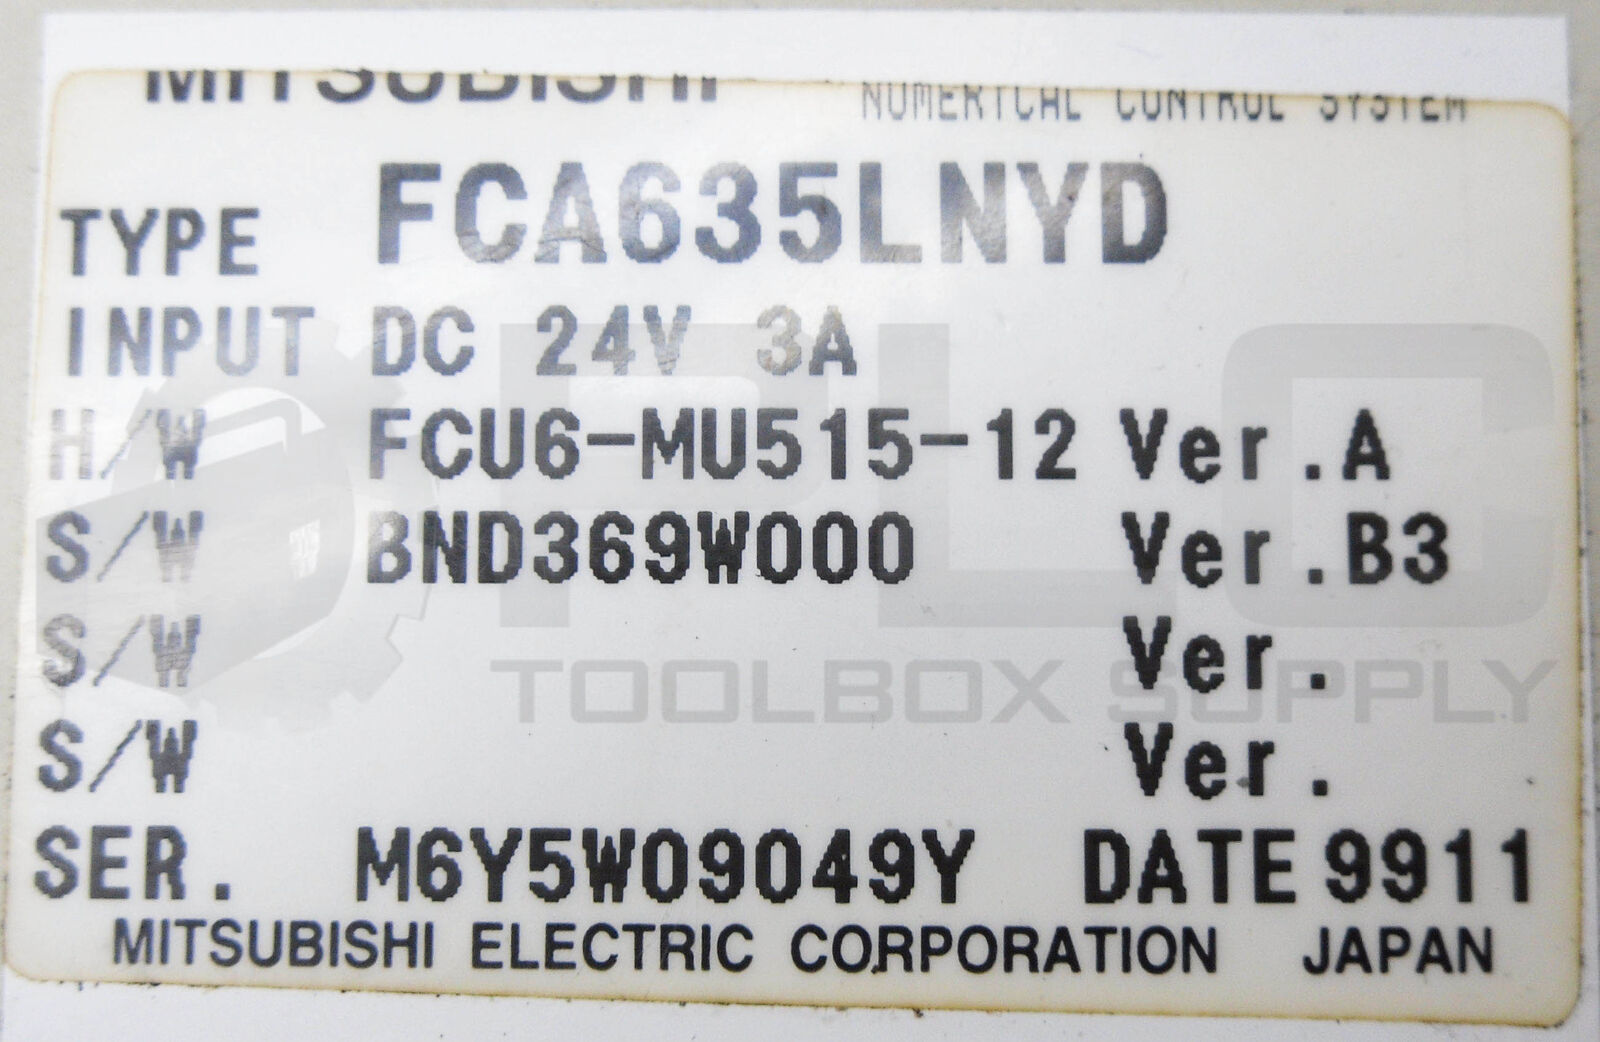 MITSUBISHI NUMERICAL CONTROL SYSTEM
TYPE FCA635LNYD
INPUT DC 24V 3A
H/W FCU6-MU515-12 Ver.A
S/W BND369W000 Ver.B3
S/W Ver.
S/W Ver.
SER. M6Y5W09049Y DATE 9911
MITSUBISHI ELECTRIC CORPORATION JAPAN
PLC
TOOLBOX SUPPLY